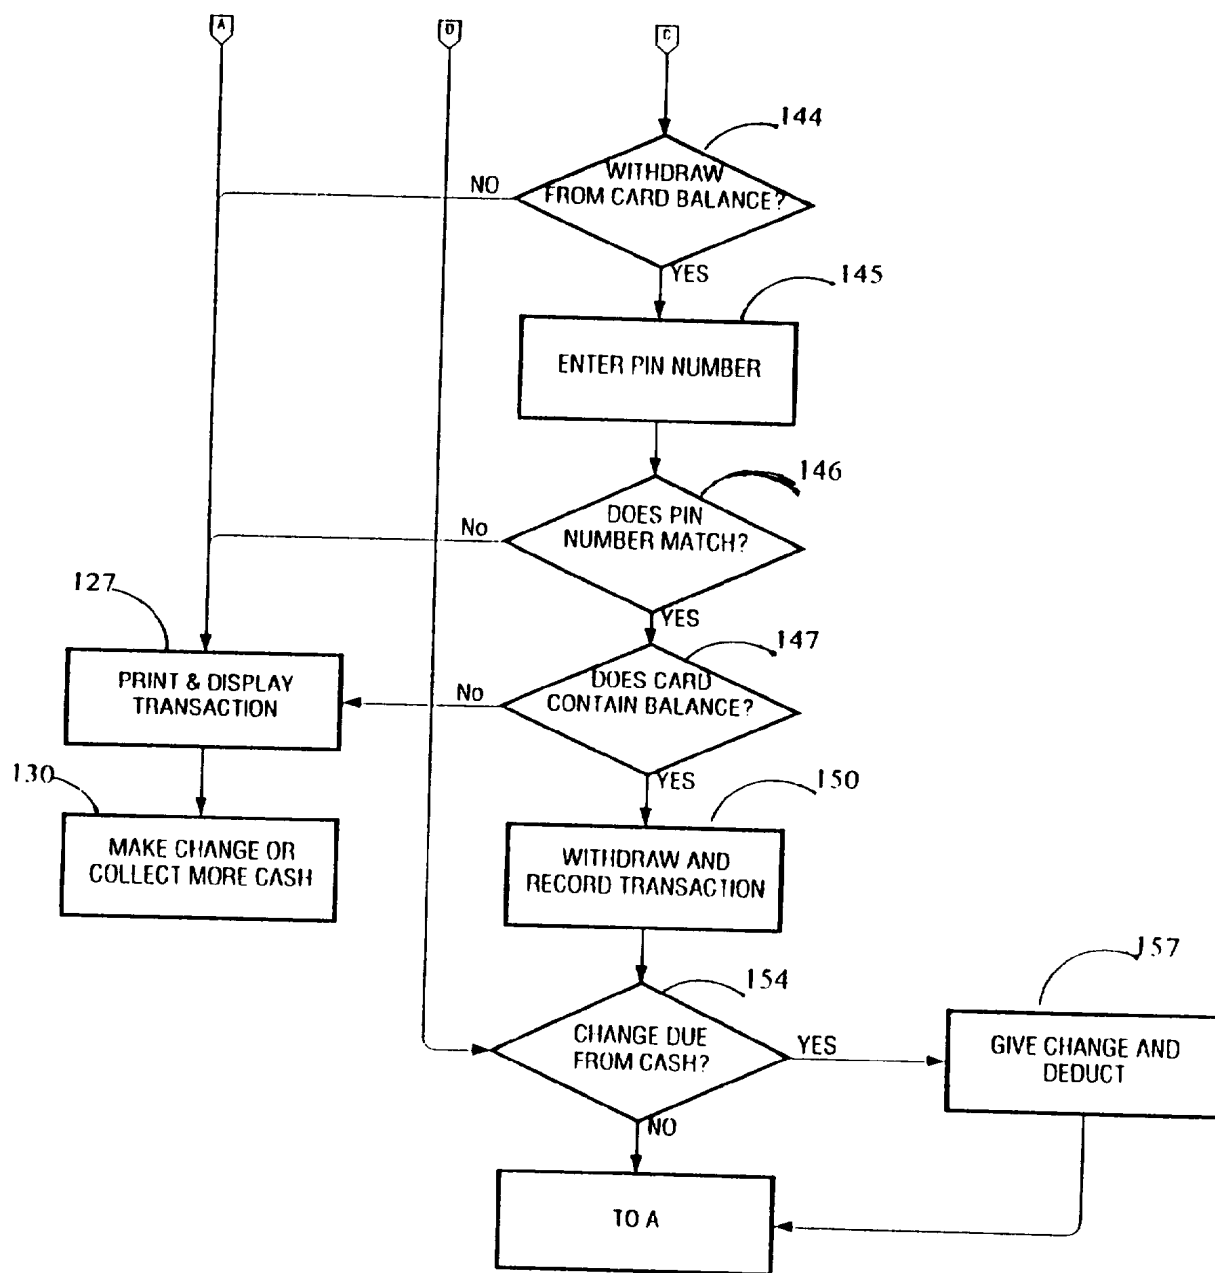 A
D
C
144
WITHDRAW
FROM CARD BALANCE?
NO
YES
145
ENTER PIN NUMBER
146
DOES PIN
NUMBER MATCH?
No
YES
127
147
PRINT & DISPLAY
TRANSACTION
No
DOES CARD
CONTAIN BALANCE?
YES
130
150
MAKE CHANGE OR
COLLECT MORE CASH
WITHDRAW AND
RECORD TRANSACTION
154
157
CHANGE DUE
FROM CASH?
YES
GIVE CHANGE AND
DEDUCT
NO
TO A